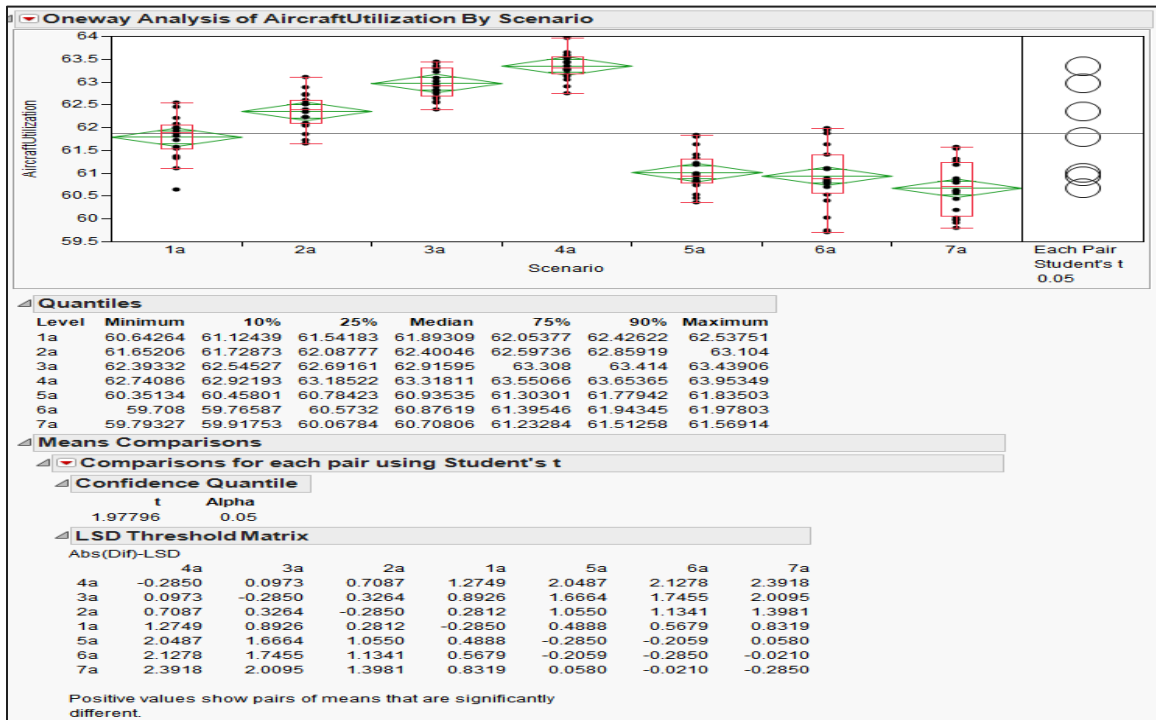 Oneway Analysis of AircraftUtilization By Scenario
64
63.5
63
62.5
62
61.5
61
60.5
60
59.5
AircraftUtilization
1a 2a 3a 4a 5a 6a 7a
Scenario
Each Pair
Student's t
0.05
Quantiles
Level Minimum 10% 25% Median 75% 90% Maximum
1a 60.64264 61.12439 61.54183 61.89309 62.05377 62.42622 62.53751
2a 61.65206 61.72873 62.08777 62.40046 62.59736 62.85919 63.104
3a 62.39332 62.54527 62.69161 62.91595 63.308 63.414 63.43906
4a 62.74086 62.92193 63.18522 63.31811 63.55066 63.65365 63.95349
5a 60.35134 60.45801 60.78423 60.93535 61.30301 61.77942 61.83503
6a 59.708 59.76587 60.5732 60.87619 61.39546 61.94345 61.97803
7a 59.79327 59.91753 60.06784 60.70806 61.23284 61.51258 61.56914
Means Comparisons
Comparisons for each pair using Student's t
Confidence Quantile
t Alpha
1.97796 0.05
LSD Threshold Matrix
Abs(Dif)-LSD
4a 3a 2a 1a 5a 6a 7a
4a -0.2850 0.0973 0.7087 1.2749 2.0487 2.1278 2.3918
3a 0.0973 -0.2850 0.3264 0.8926 1.6664 1.7455 2.0095
2a 0.7087 0.3264 -0.2850 0.2812 1.0550 1.1341 1.3981
1a 1.2749 0.8926 0.2812 -0.2850 0.4888 0.5679 0.8319
5a 2.0487 1.6664 1.0550 0.4888 -0.2850 -0.2059 0.0580
6a 2.1278 1.7455 1.1341 0.5679 -0.2059 -0.2850 -0.0210
7a 2.3918 2.0095 1.3981 0.8319 0.0580 -0.0210 -0.2850
Positive values show pairs of means that are significantly
different.